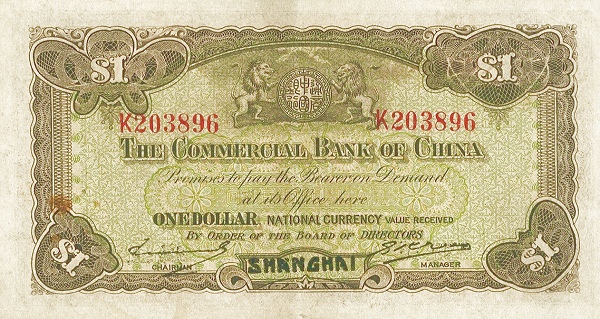 $1 $1
K203896 K203896
THE COMMERCIAL BANK OF CHINA
Promises to pay the Bearer on Demand
at its Office here
ONE DOLLAR, NATIONAL CURRENCY VALUE RECEIVED
BY ORDER OF THE BOARD OF DIRECTORS
CHAIRMAN SHANGHAI MANAGER
$1 $1